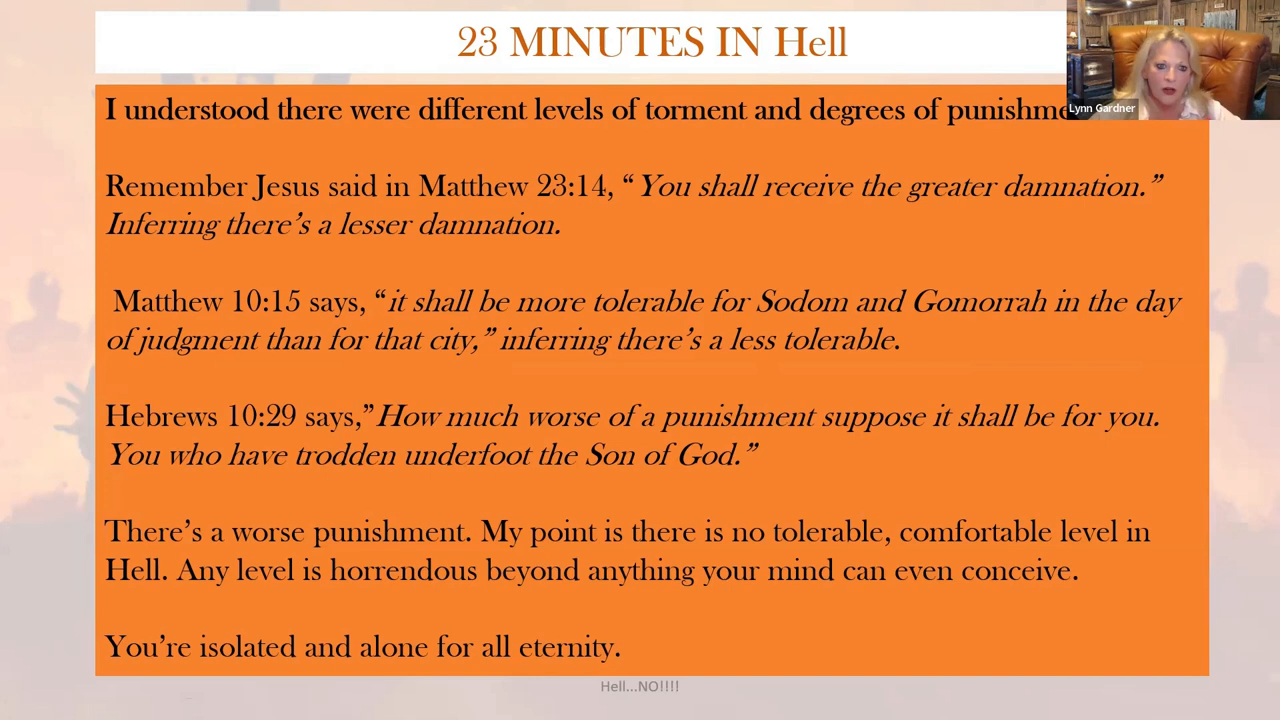 23 MINUTES IN Hell
Lynn Gardner
I understood there were different levels of torment and degrees of punishme
Remember Jesus said in Matthew 23:14, “You shall receive the greater damnation.”
Inferring there’s a lesser damnation.
Matthew 10:15 says, “it shall be more tolerable for Sodom and Gomorrah in the day
of judgment than for that city,” inferring there’s a less tolerable.
Hebrews 10:29 says,”How much worse of a punishment suppose it shall be for you.
You who have trodden underfoot the Son of God.”
There’s a worse punishment. My point is there is no tolerable, comfortable level in
Hell. Any level is horrendous beyond anything your mind can even conceive.
You’re isolated and alone for all eternity.
Hell...NO!!!!